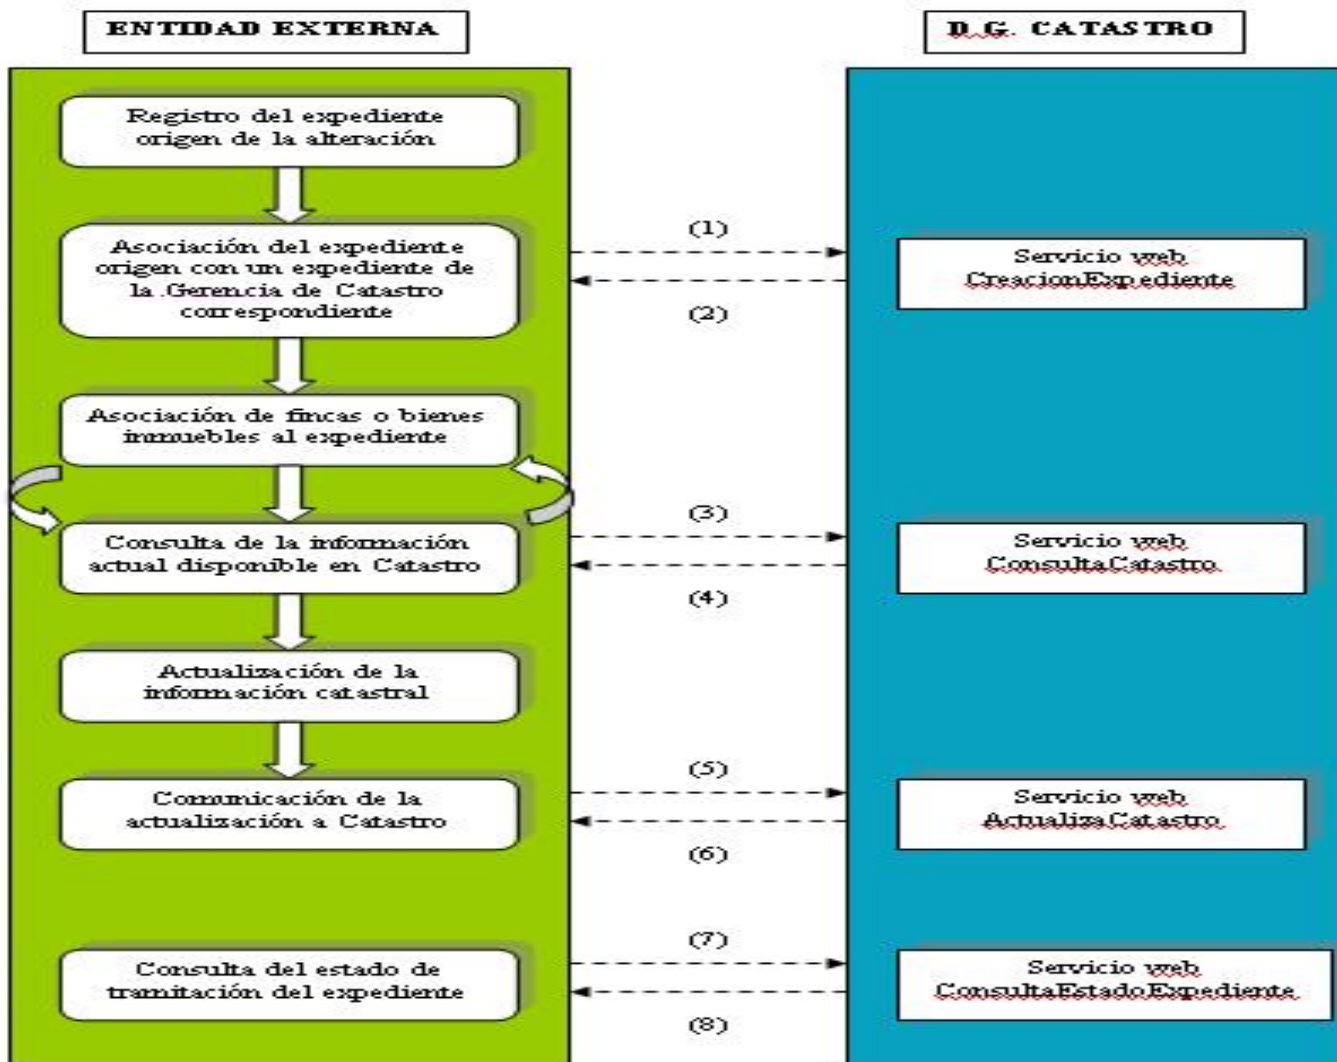 ENTIDAD EXTERNA
D.G. CATASTRO
Registro del expediente
origen de la alteración
Asociación del expediente
origen con un expediente de
la .Gerencia de Catastro
correspondiente
(1)
(2)
Servicio web
CreacionExpediente
Asociación de fincas o bienes
inmuebles al expediente
Consulta de la información
actual disponible en Catastro
(3)
(4)
Servicio web
ConsultaCatastro
Actualización de la
información catastral
Comunicación de la
actualización a Catastro
(5)
(6)
Servicio web
ActualizaCatastro
Consulta del estado de
tramitación del expediente
(7)
(8)
Servicio web
ConsultaEstadoExpediente